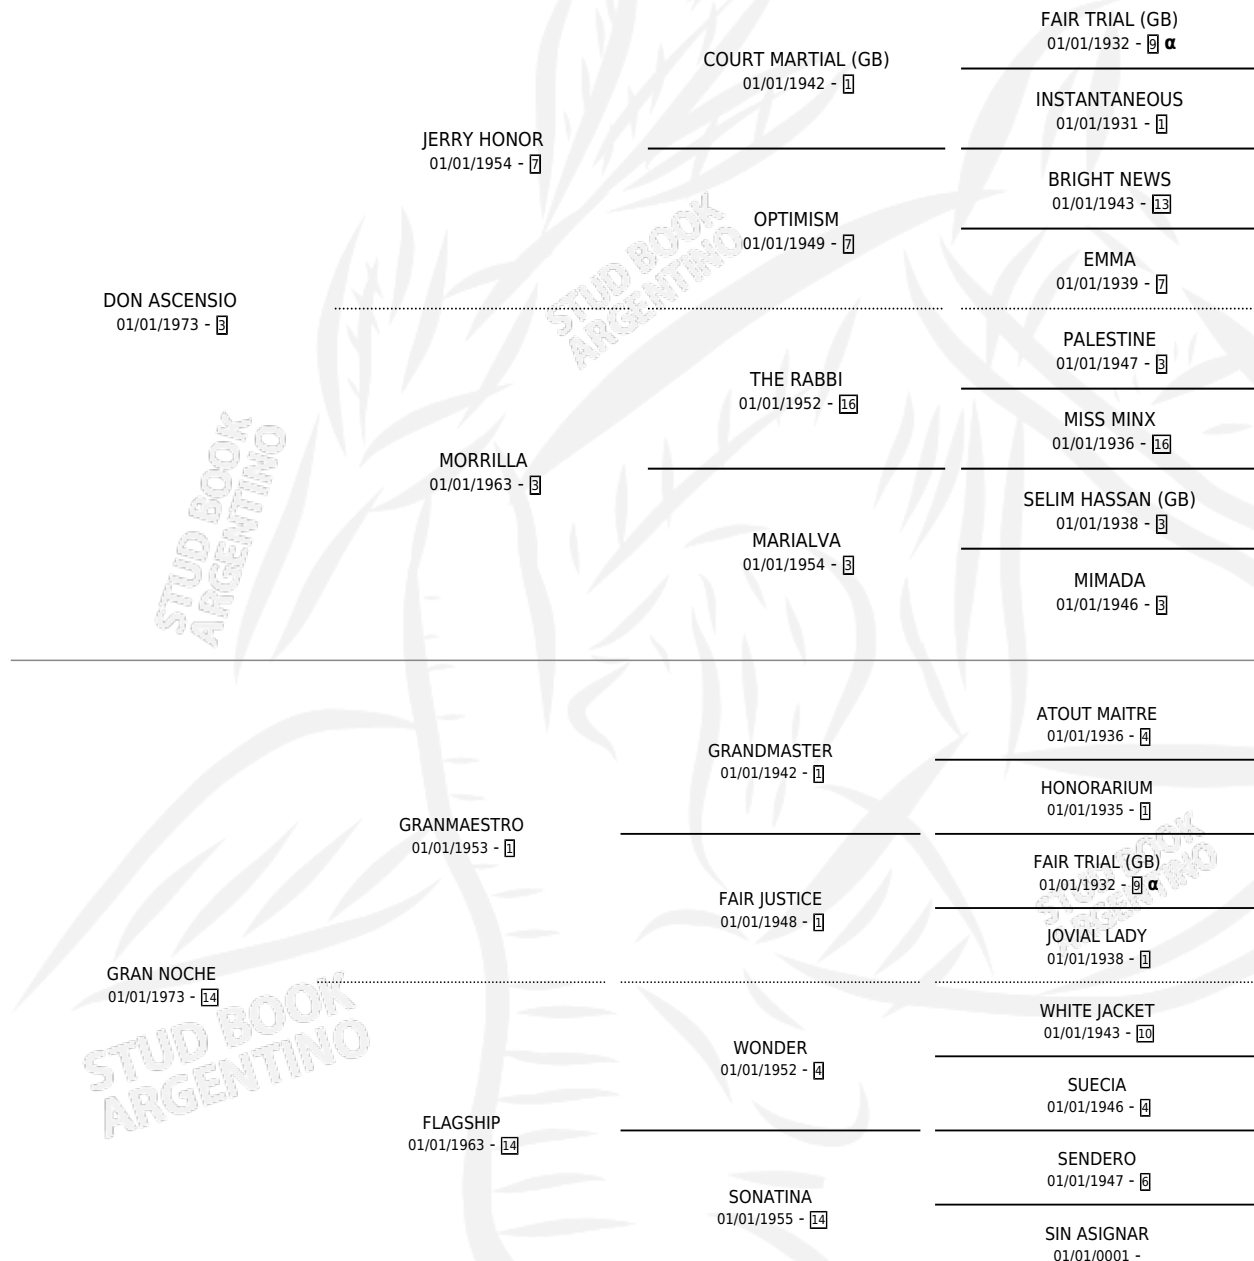 FAIR TRIAL (GB)
01/01/1932 - 9 α
COURT MARTIAL (GB)
01/01/1942 - 1
INSTANTANEOUS
01/01/1931 - 1
JERRY HONOR
01/01/1954 - 7
BRIGHT NEWS
01/01/1943 - 13
OPTIMISM
01/01/1949 - 7
EMMA
01/01/1939 - 7
DON ASCENSIO
01/01/1973 - 3
PALESTINE
01/01/1947 - 3
THE RABBI
01/01/1952 - 16
MISS MINX
01/01/1936 - 16
MORRILLA
01/01/1963 - 3
SELIM HASSAN (GB)
01/01/1938 - 3
MARIALVA
01/01/1954 - 3
MIMADA
01/01/1946 - 3
ATOUT MAITRE
01/01/1936 - 4
GRANDMASTER
01/01/1942 - 1
HONORARIUM
01/01/1935 - 1
GRANMAESTRO
01/01/1953 - 1
FAIR TRIAL (GB)
01/01/1932 - 9 α
FAIR JUSTICE
01/01/1948 - 1
JOVIAL LADY
01/01/1938 - 1
GRAN NOCHE
01/01/1973 - 14
WHITE JACKET
01/01/1943 - 10
WONDER
01/01/1952 - 4
SUECIA
01/01/1946 - 4
FLAGSHIP
01/01/1963 - 14
SENDERO
01/01/1947 - 6
SONATINA
01/01/1955 - 14
SIN ASIGNAR
01/01/0001 -
STUD BOOK
ARGENTINO
STUD BOOK
ARGENTINO
STUD BOOK
ARGENTINO
STUD BOOK
ARGENTINO